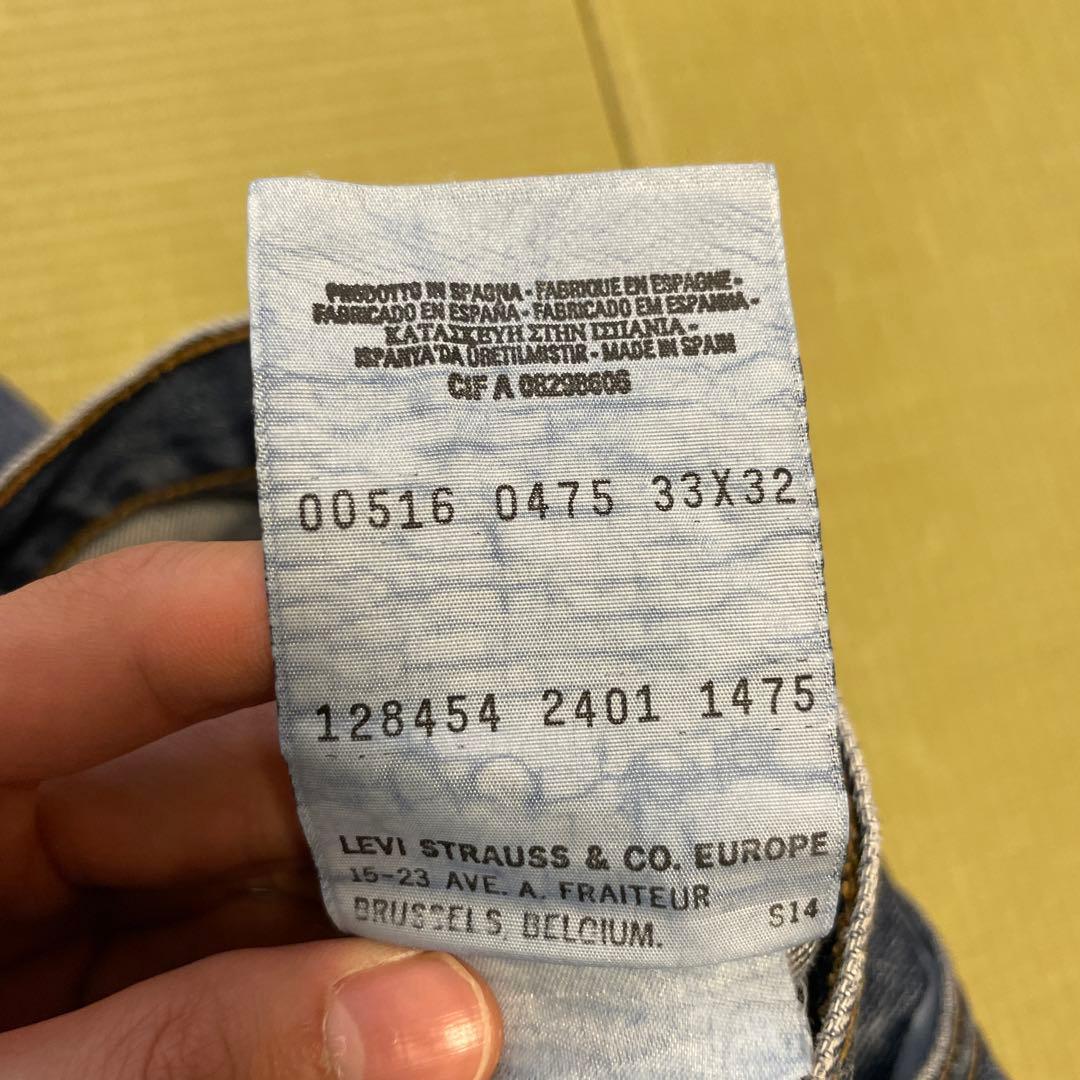 PRODOTTO IN SPAGNA - FABRIQUE EN ESPAGNE -
FABRICADO EN ESPAÑA - FABRICADO EM ESPANHA -
ΚΑΤΑΣΚΕΥΗ ΣΤΗΝ ΙΣΠΑΝΙΑ -
ISPANYA'DA ÜRETILMISTIR - MADE IN SPAIN
CIF A 08298606
00516 0475 33X32
128454 2401 1475
LEVI STRAUSS & CO. EUROPE
15-23 AVE. A. FRAITEUR
BRUSSELS, BELGIUM. S14